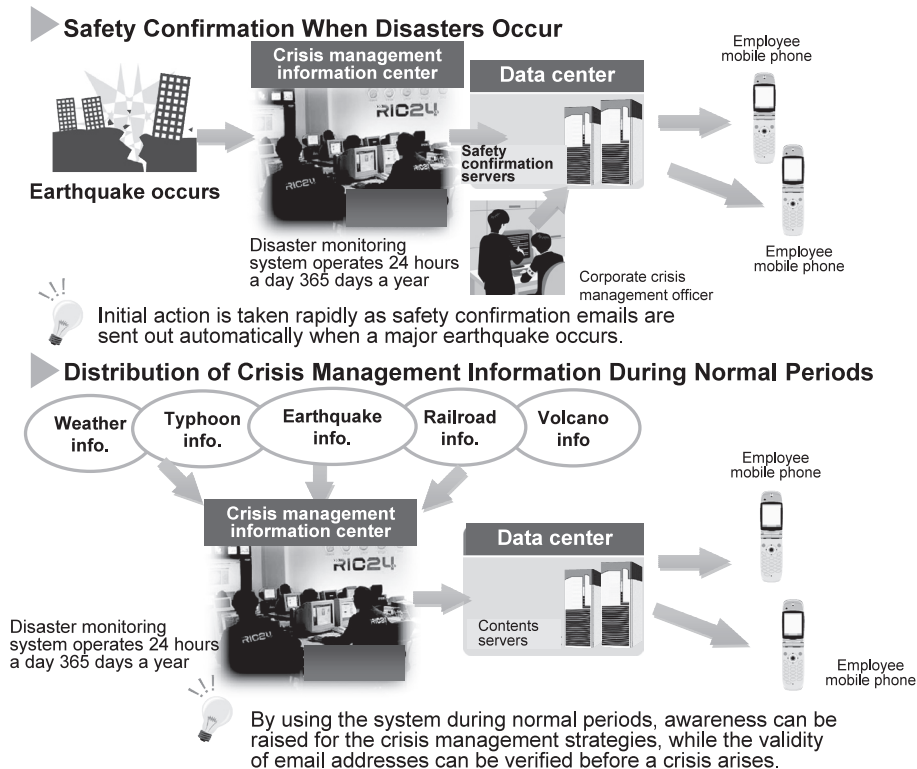 Safety Confirmation When Disasters Occur
Earthquake occurs
Crisis management
information center
RIC24
RIC24
Disaster monitoring
system operates 24 hours
a day 365 days a year
Data center
Safety
confirmation
servers
Corporate crisis
management officer
Employee
mobile phone
Employee
mobile phone
Initial action is taken rapidly as safety confirmation emails are
sent out automatically when a major earthquake occurs.
Distribution of Crisis Management Information During Normal Periods
Weather
info.
Typhoon
info.
Earthquake
info.
Railroad
info.
Volcano
info
Crisis management
information center
RIC24
RIC24
Disaster monitoring
system operates 24 hours
a day 365 days a year
Data center
Contents
servers
Employee
mobile phone
Employee
mobile phone
By using the system during normal periods, awareness can be
raised for the crisis management strategies, while the validity
of email addresses can be verified before a crisis arises.